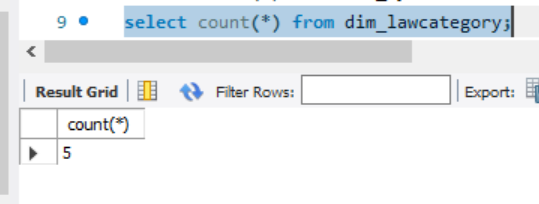 9 select count(*) from dim_lawcategory;
<
Result Grid Filter Rows: Export:
count(*)
5